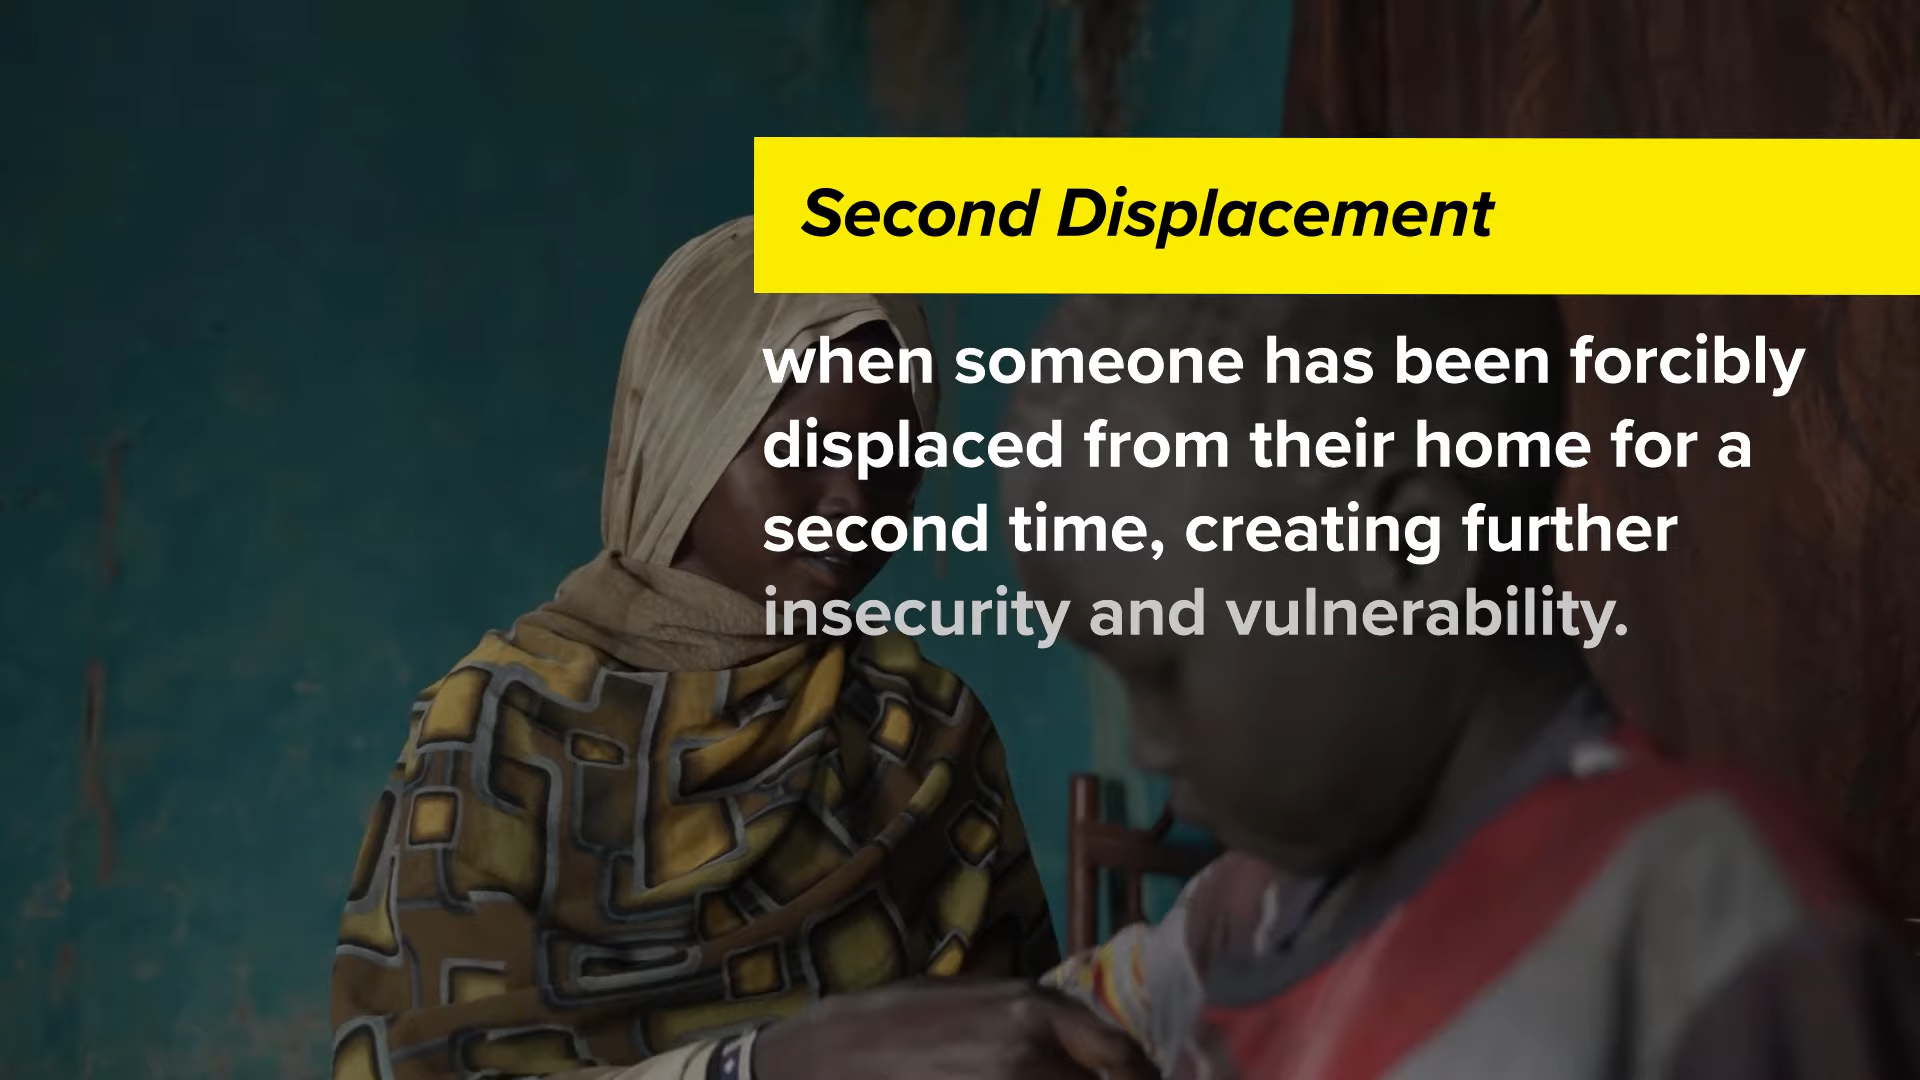 Second Displacement
when someone has been forcibly
displaced from their home for a
second time, creating further
insecurity and vulnerability.